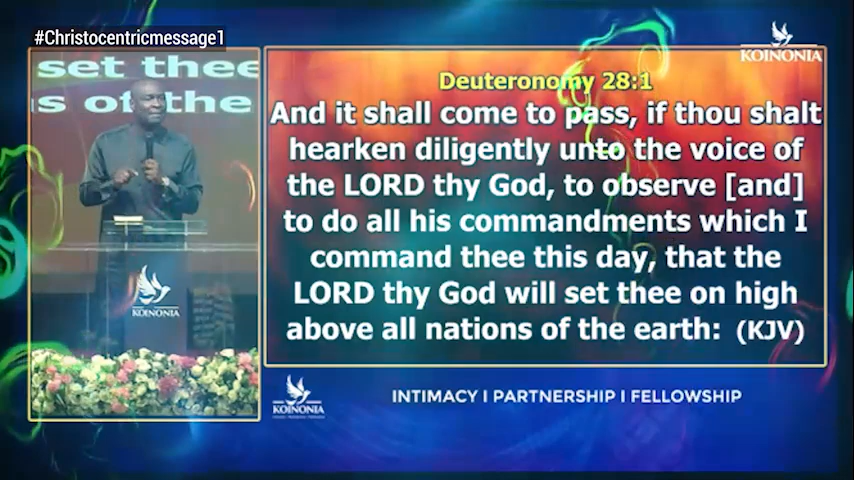 #Christocentricmessage1
set thee
s of the
KOINONIA
KOINONIA
Deuteronomy 28:1
And it shall come to pass, if thou shalt
hearken diligently unto the voice of
the LORD thy God, to observe [and]
to do all his commandments which I
command thee this day, that the
LORD thy God will set thee on high
above all nations of the earth: (KJV)
KOINONIA
INTIMACY I PARTNERSHIP I FELLOWSHIP